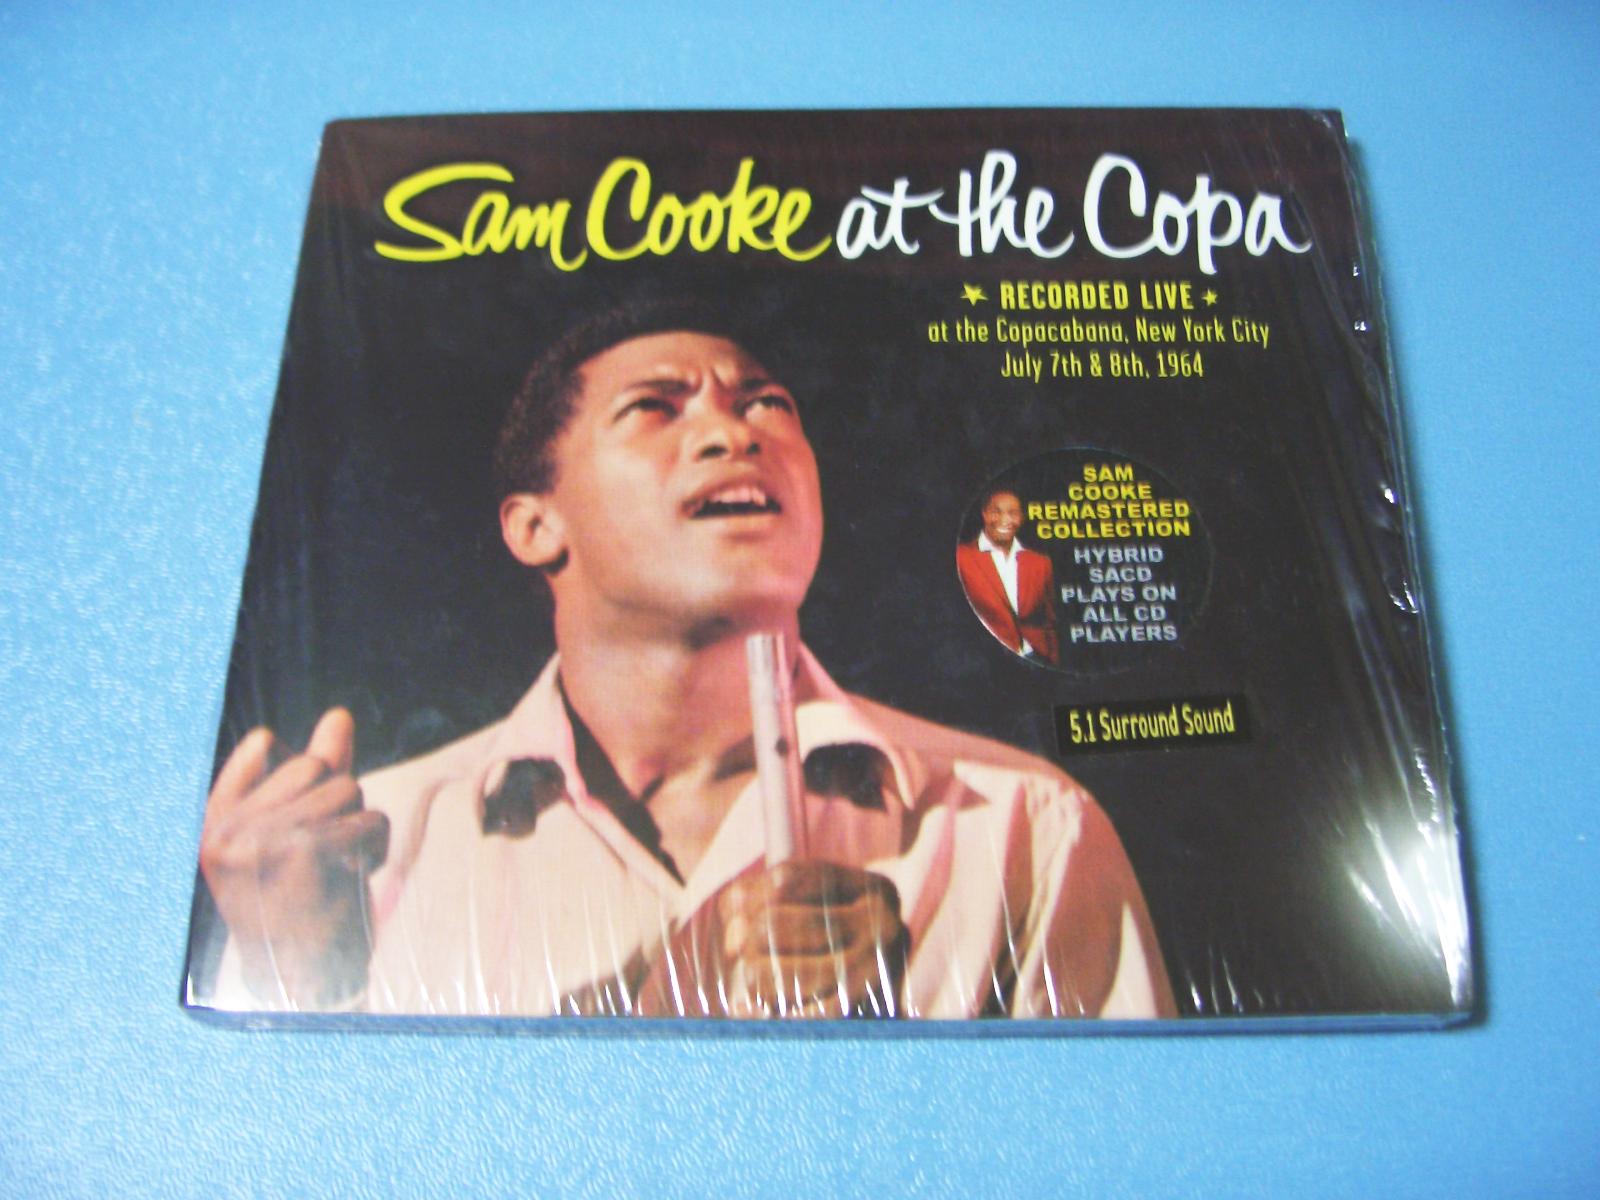 Sam Cooke at the Copa
RECORDED LIVE
at the Copacabana, New York City
July 7th & 8th, 1964
SAM
COOKE
REMASTERED
COLLECTION
HYBRID
SACD
PLAYS ON
ALL CD
PLAYERS
5.1 Surround Sound